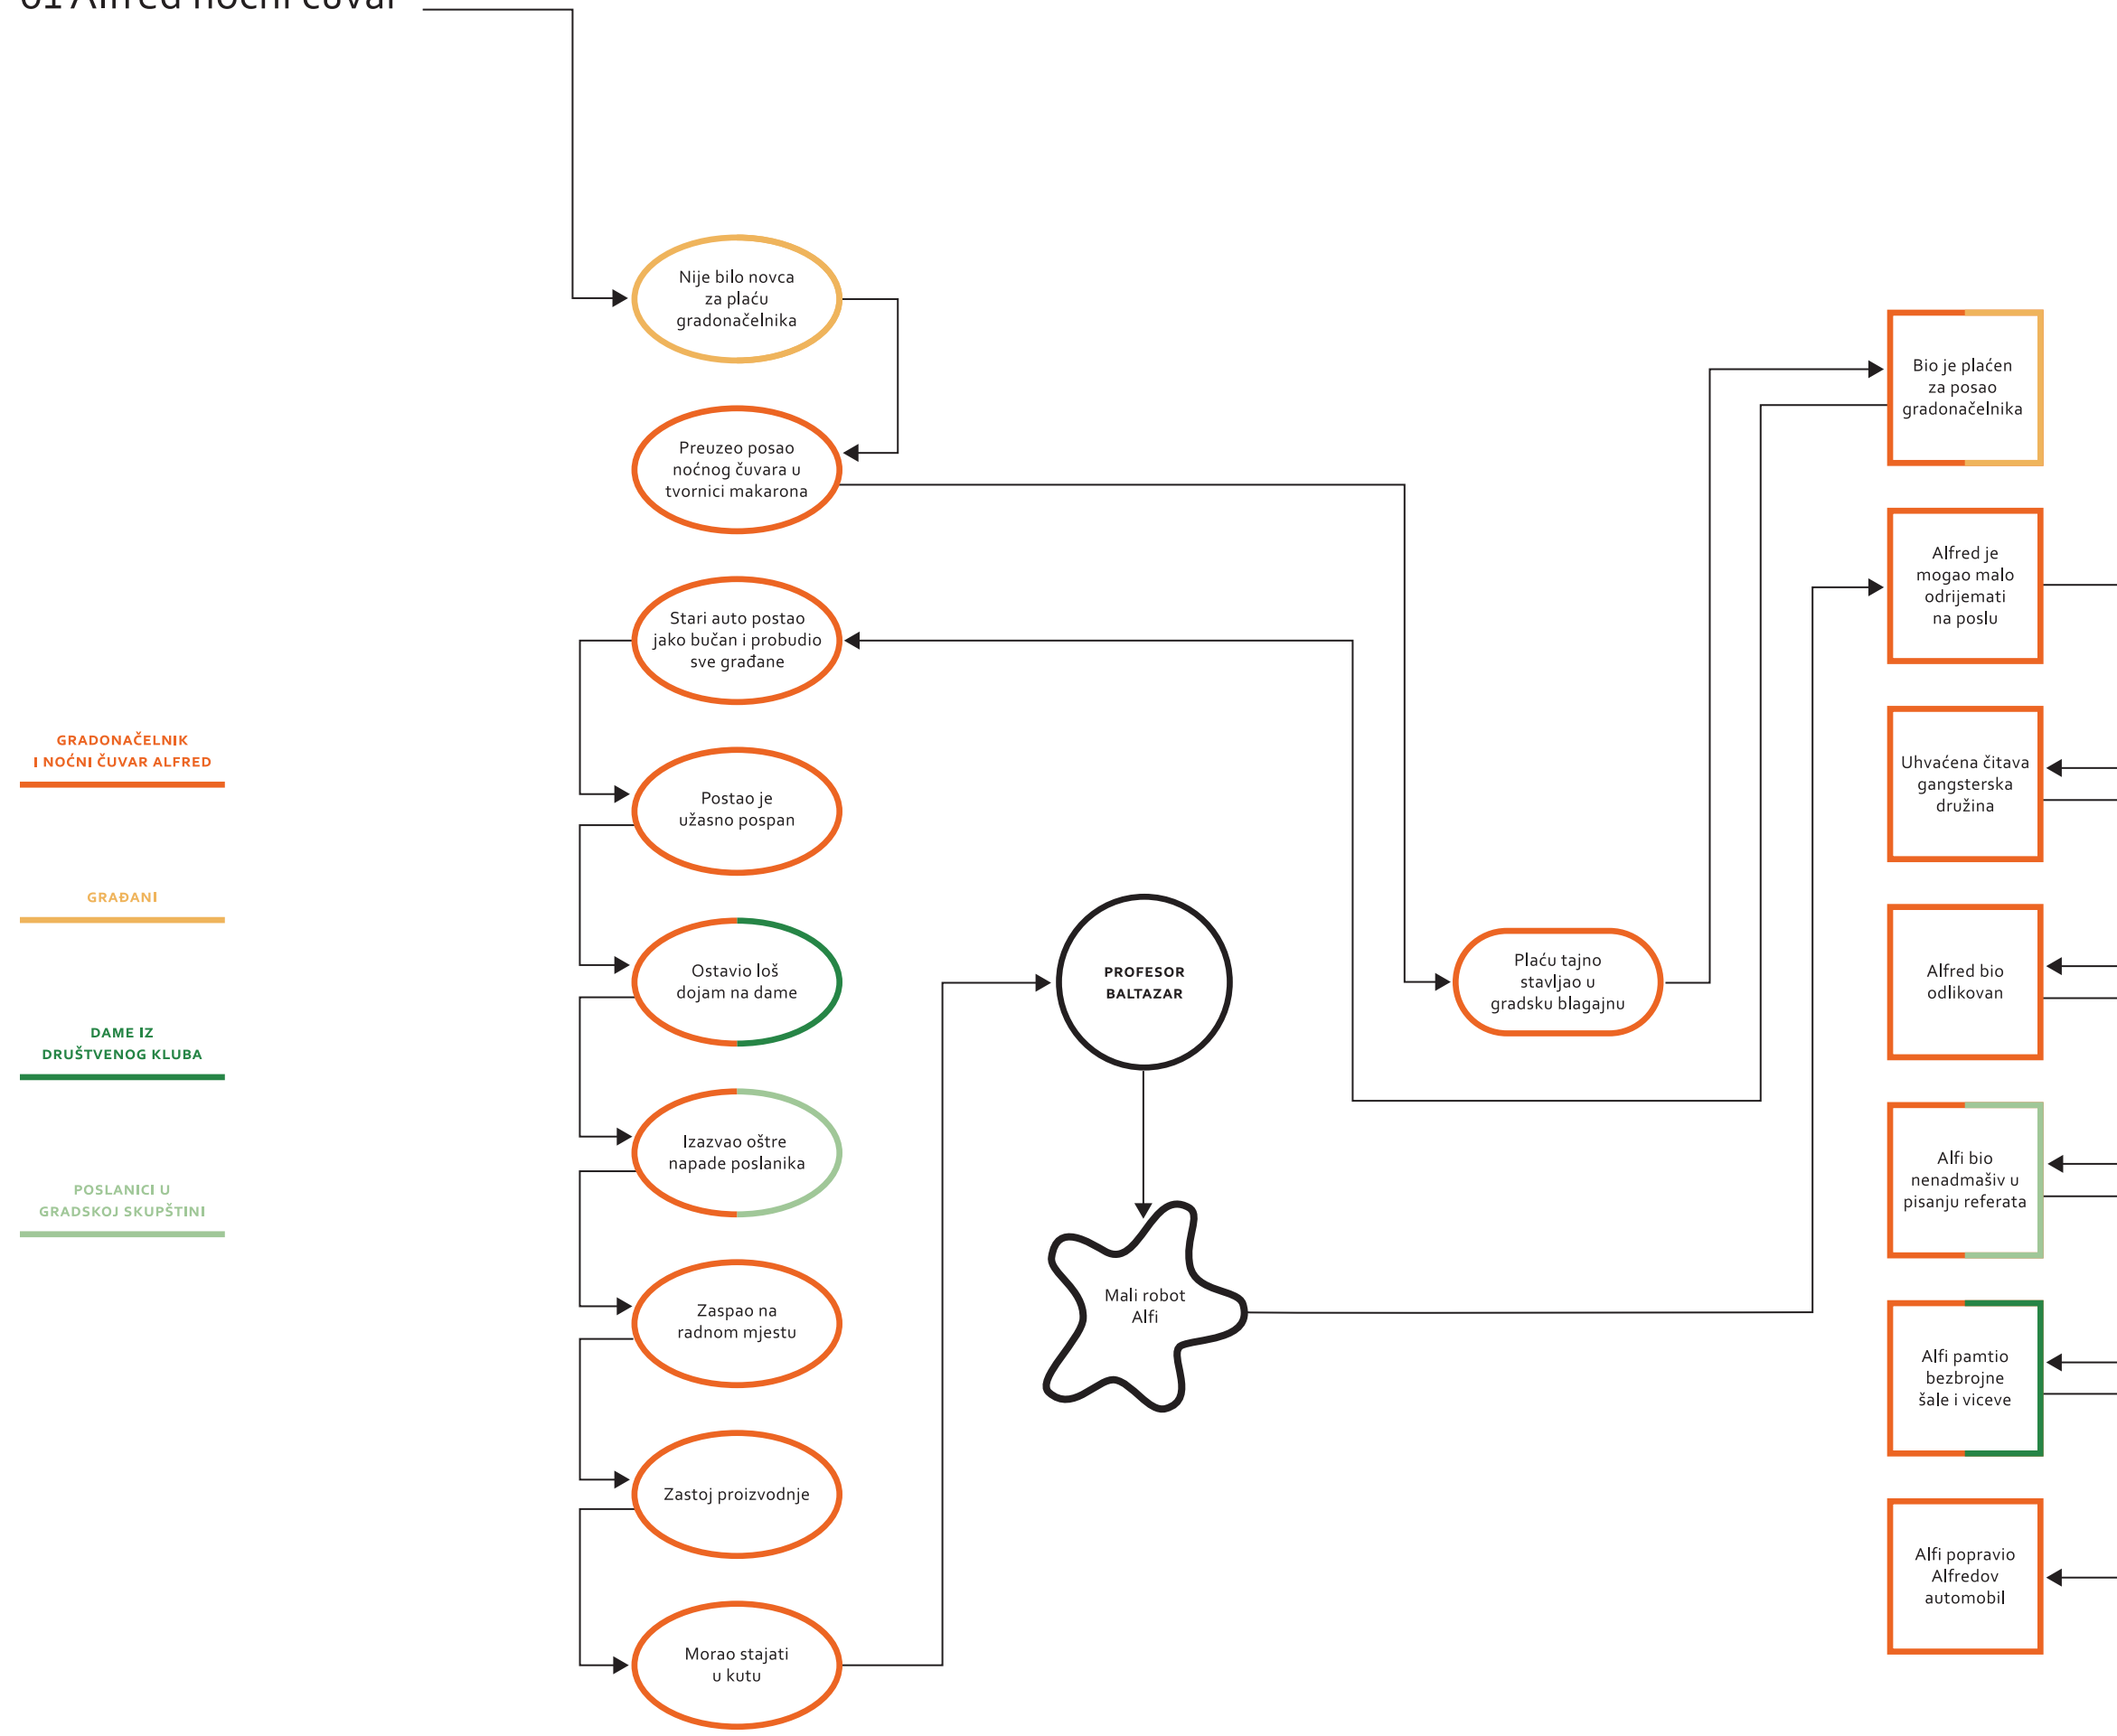 01 Alfred noćni čuvar
Nije bilo novca
za plaću
gradonačelnika
Preuzeo posao
noćnog čuvara u
tvornici makarona
Stari auto postao
jako bučan i probudio
sve građane
Postao je
užasno pospan
Ostavio loš
dojam na dame
Izazvao oštre
napade poslanika
Zaspao na
radnom mjestu
Zastoj proizvodnje
Morao stajati
u kutu
GRADONAČELNIK
I NOĆNI ČUVAR ALFRED
GRAĐANI
DAME IZ
DRUŠTVENOG KLUBA
POSLANICI U
GRADSKOJ SKUPŠTINI
PROFESOR
BALTAZAR
Mali robot
Alfi
Plaću tajno
stavljao u
gradsku blagajnu
Bio je plaćen
za posao
gradonačelnika
Alfred je
mogao malo
odrijemati
na poslu
Uhvaćena čitava
gangsterska
družina
Alfred bio
odlikovan
Alfi bio
nenadmašiv u
pisanju referata
Alfi pamtio
bezbrojne
šale i viceve
Alfi popravio
Alfredov
automobil